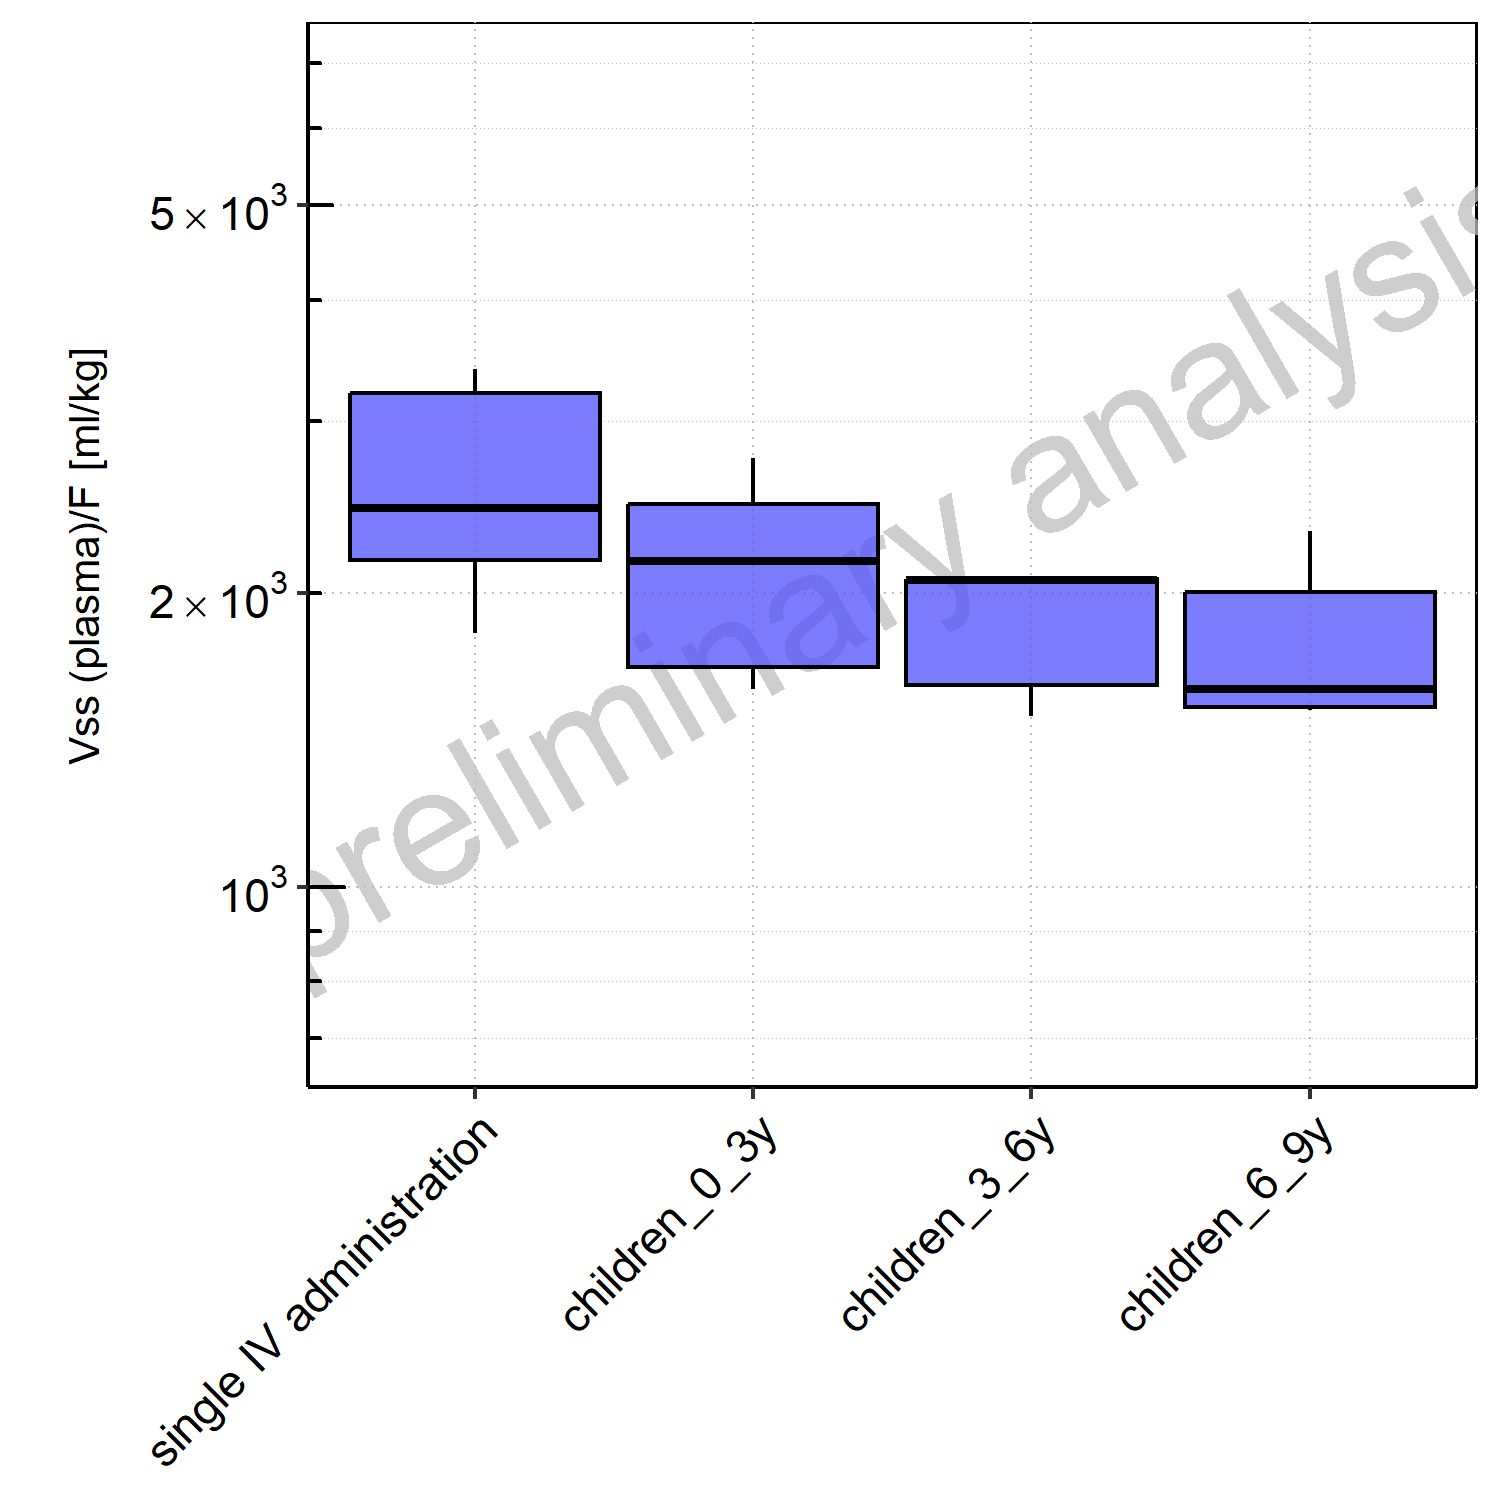 5×10³
2×10³
10³
Vss (plasma)/F [ml/kg]
preliminary analysis
single IV administration
children_0_3y
children_3_6y
children_6_9y